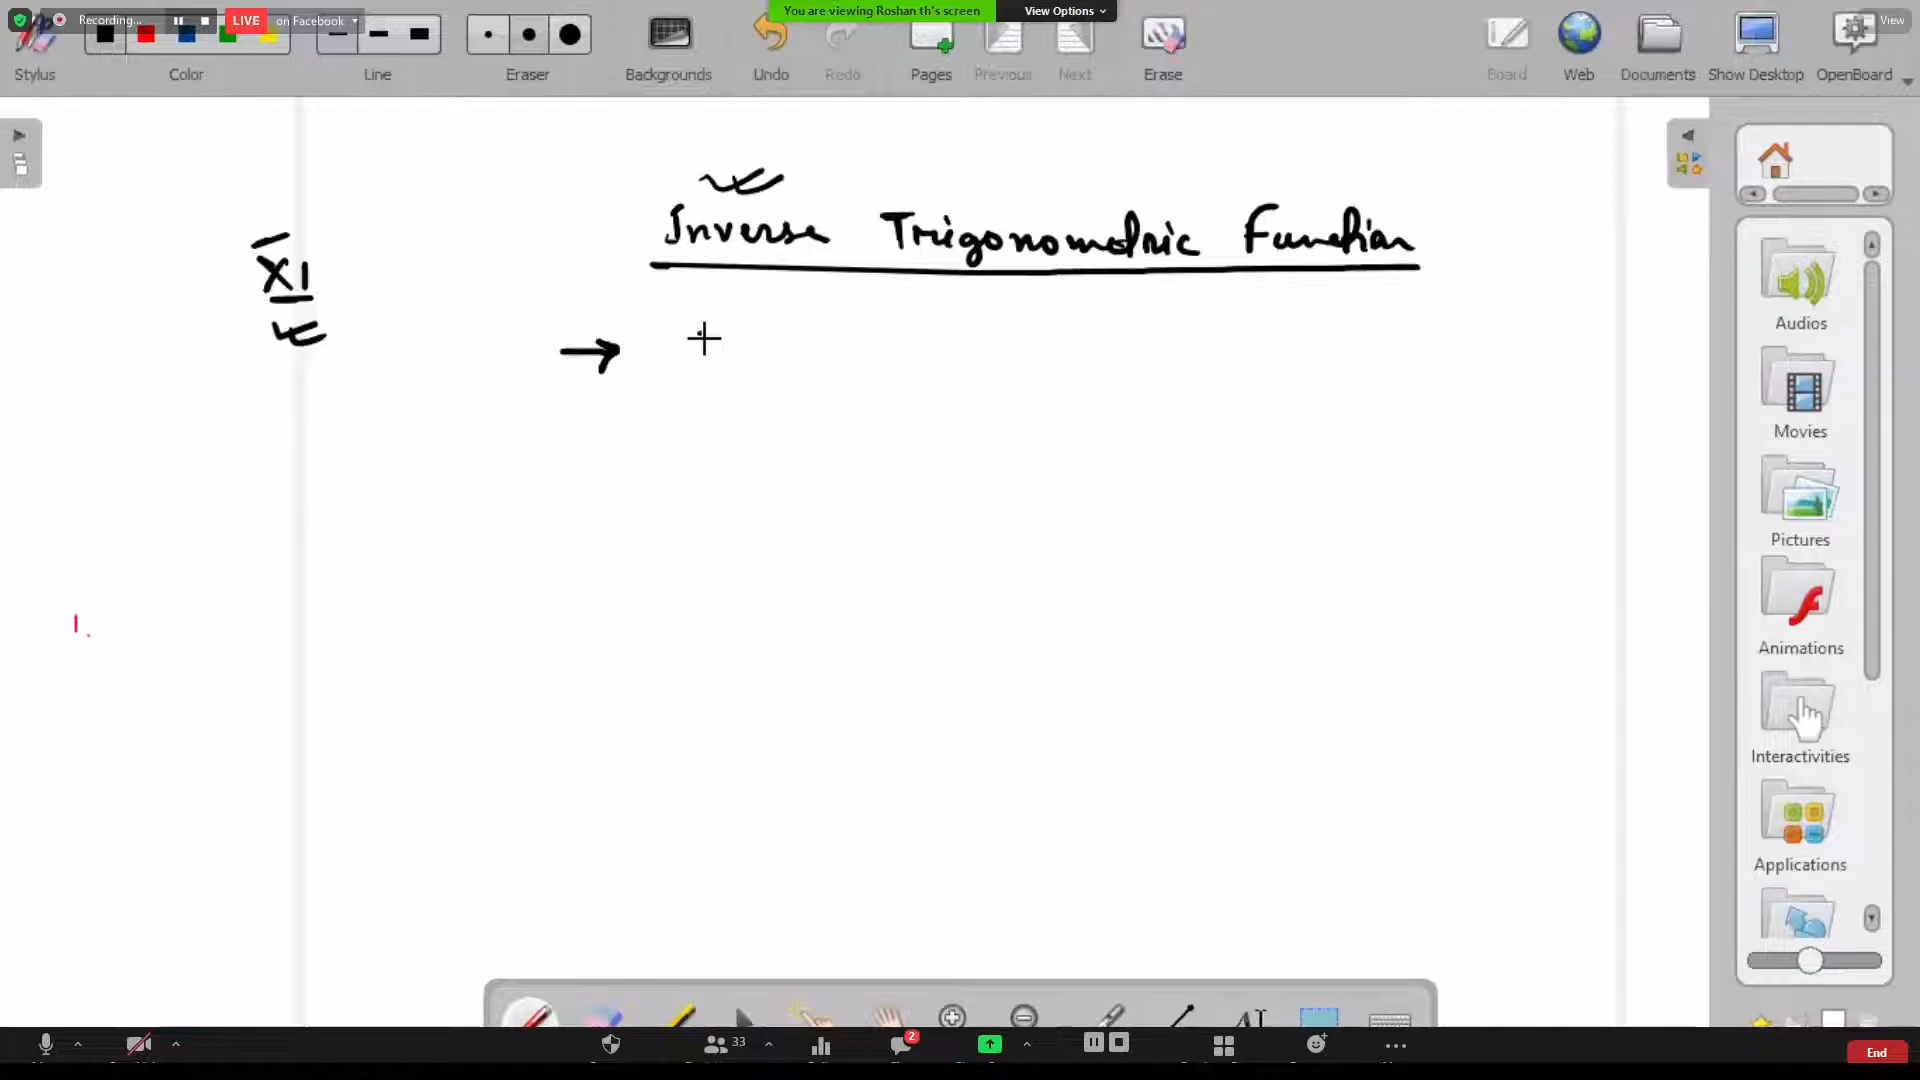 Recording...
LIVE
on Facebook
You are viewing Roshan th's screen
View Options
View
Stylus
Color
Line
Eraser
Backgrounds
Undo
Redo
Pages
Previous
Next
Erase
Board
Web
Documents
Show Desktop
OpenBoard
Inverse Trigonometric Function
XI
→
1.
Audios
Movies
Pictures
Animations
Interactivities
Applications
33
2
End